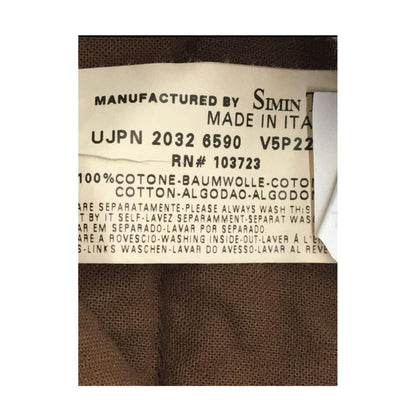 MANUFACTURED BY SIMIN
MADE IN ITA
UJPN 2032 6590 V5P22
RN# 103723
100%COTONE-BAUMWOLLE-COTON
COTTON-ALGODAO-ALGODON
ARE SEPARATAMENTE-PLEASE ALWAYS WASH THIS
T BY IT SELF-LAVEZ SEPARAMMENT-SEPARAT WASC
AR EM SEPARADO-LAVAR POR SEPARADO
ARE A ROVESCIO-WASHING INSIDE-OUT-LAVER Á L'E
S-LINKS WASCHEN-LAVAR DO AVESSO-LAVAR AL REVE